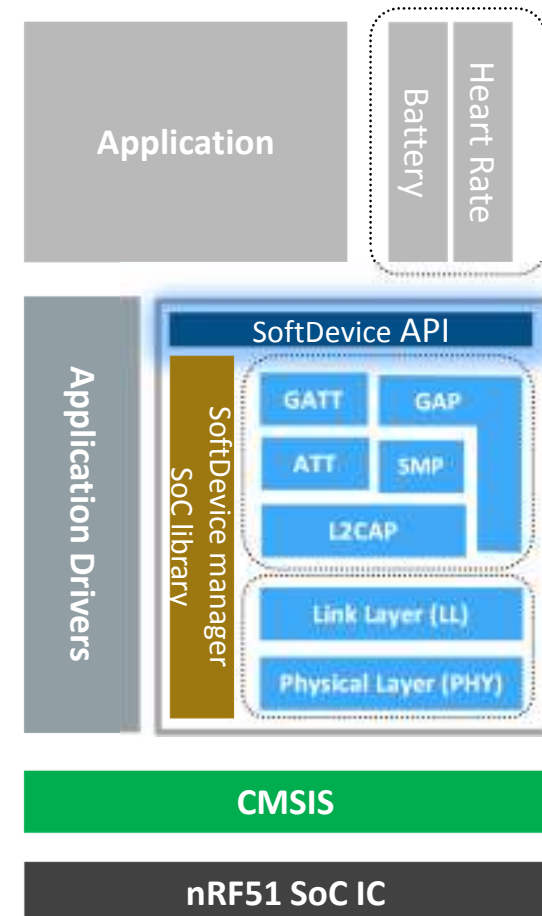 Application
Battery
Heart Rate
SoftDevice API
Application Drivers
SoftDevice manager
SoC library
GATT
GAP
ATT
SMP
L2CAP
Link Layer (LL)
Physical Layer (PHY)
CMSIS
nRF51 SoC IC